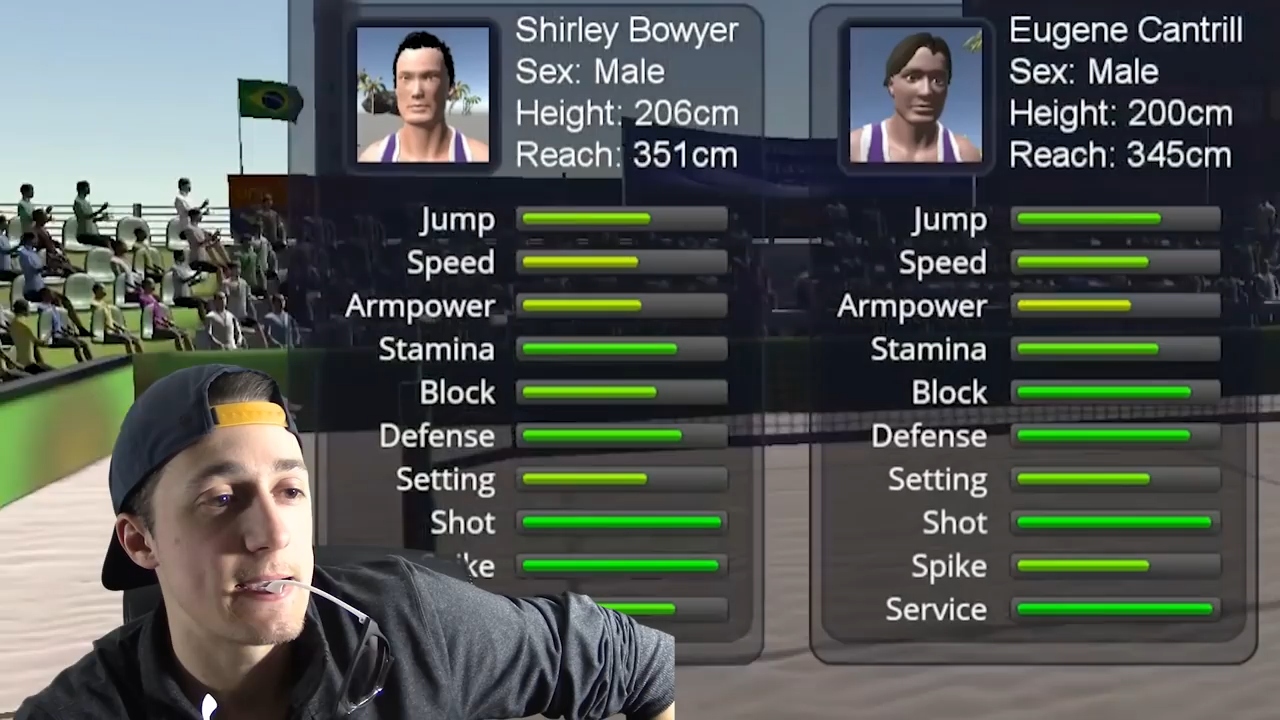 Shirley Bowyer
Sex: Male
Height: 206cm
Reach: 351cm
Jump
Speed
Armpower
Stamina
Block
Defense
Setting
Shot
ike
Eugene Cantrill
Sex: Male
Height: 200cm
Reach: 345cm
Jump
Speed
Armpower
Stamina
Block
Defense
Setting
Shot
Spike
Service